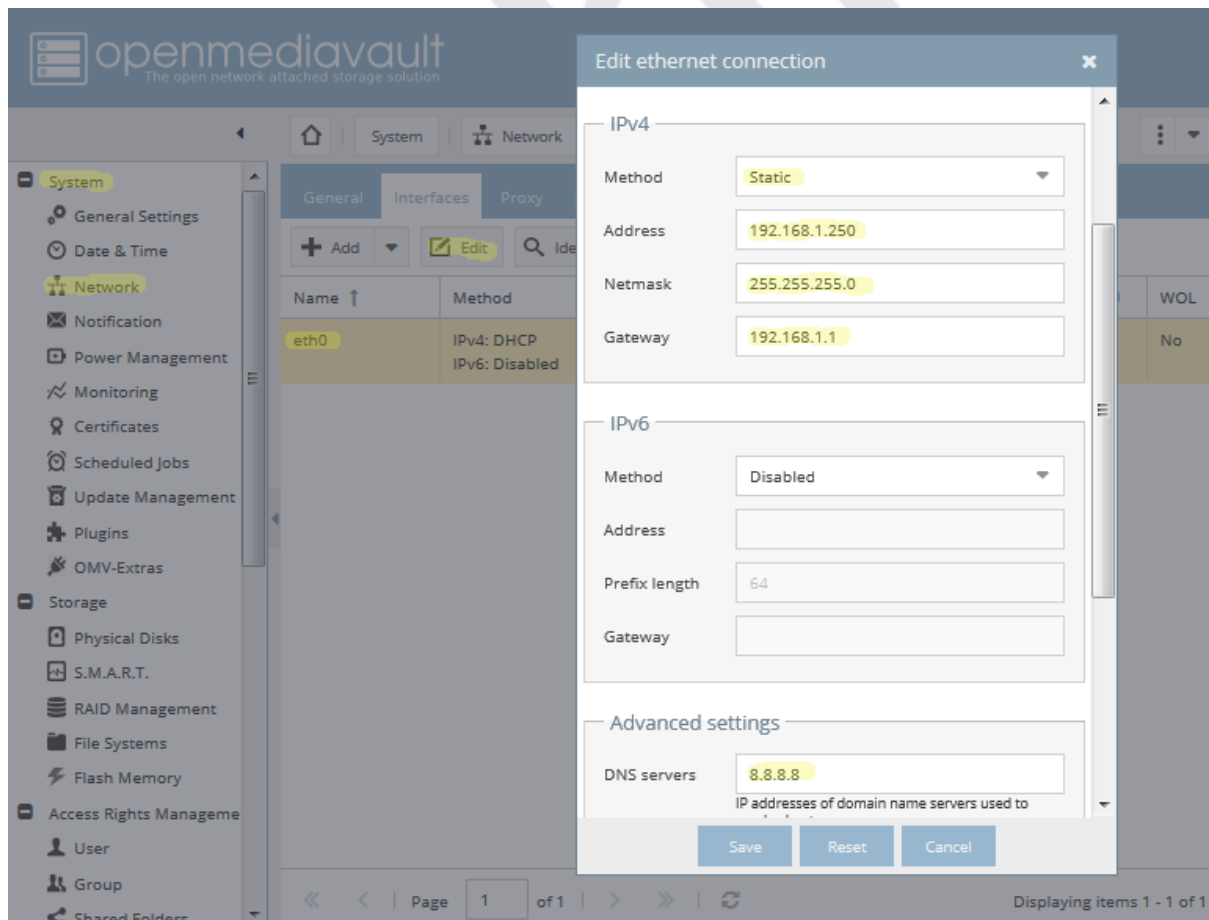 openmediavault
The open network attached storage solution
Edit ethernet connection
System
Network
System
General Settings
Date & Time
Network
Notification
Power Management
Monitoring
Certificates
Scheduled Jobs
Update Management
Plugins
OMV-Extras
Storage
Physical Disks
S.M.A.R.T.
RAID Management
File Systems
Flash Memory
Access Rights Manageme
User
Group
Shared Folders
General Interfaces Proxy
Add Edit Ide
Name Method WOL
eth0 IPv4: DHCP No
IPv6: Disabled
IPv4
Method Static
Address 192.168.1.250
Netmask 255.255.255.0
Gateway 192.168.1.1
IPv6
Method Disabled
Address
Prefix length 64
Gateway
Advanced settings
DNS servers 8.8.8.8
IP addresses of domain name servers used to
Save Reset Cancel
Page 1 of 1
Displaying items 1 - 1 of 1